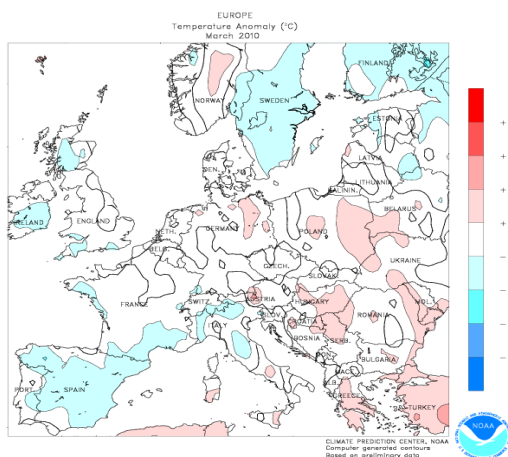 EUROPE
Temperature Anomaly (°C)
March 2010
FINLAND
NORWAY
SWEDEN
ESTONIA
LATVIA
DEN.
LITHUANIA
KALININ.
BELARUS
IRELAND
ENGLAND
NETH.
GERMANY
POLAND
BELG.
UKRAINE
CZECH.
SLOVAK.
FRANCE
SWITZ.
AUSTRIA
HUNGARY
MOL.
SLOV.
CROATIA
ROMANIA
ITALY
BOSNIA
SERB.
MON.
BULGARIA
MAC.
PORT.
SPAIN
ALB.
GREECE
TURKEY
+
+
+
+
–
–
–
–
NOAA
CLIMATE PREDICTION CENTER, NOAA
Computer generated contours
Based on preliminary data